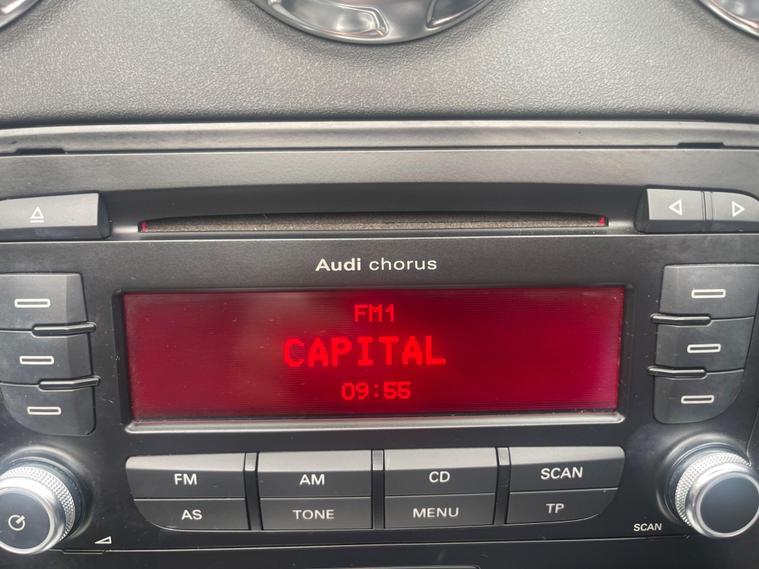 Audi chorus
FM1
CAPITAL
09:55
FM AM CD SCAN
AS TONE MENU TP
SCAN